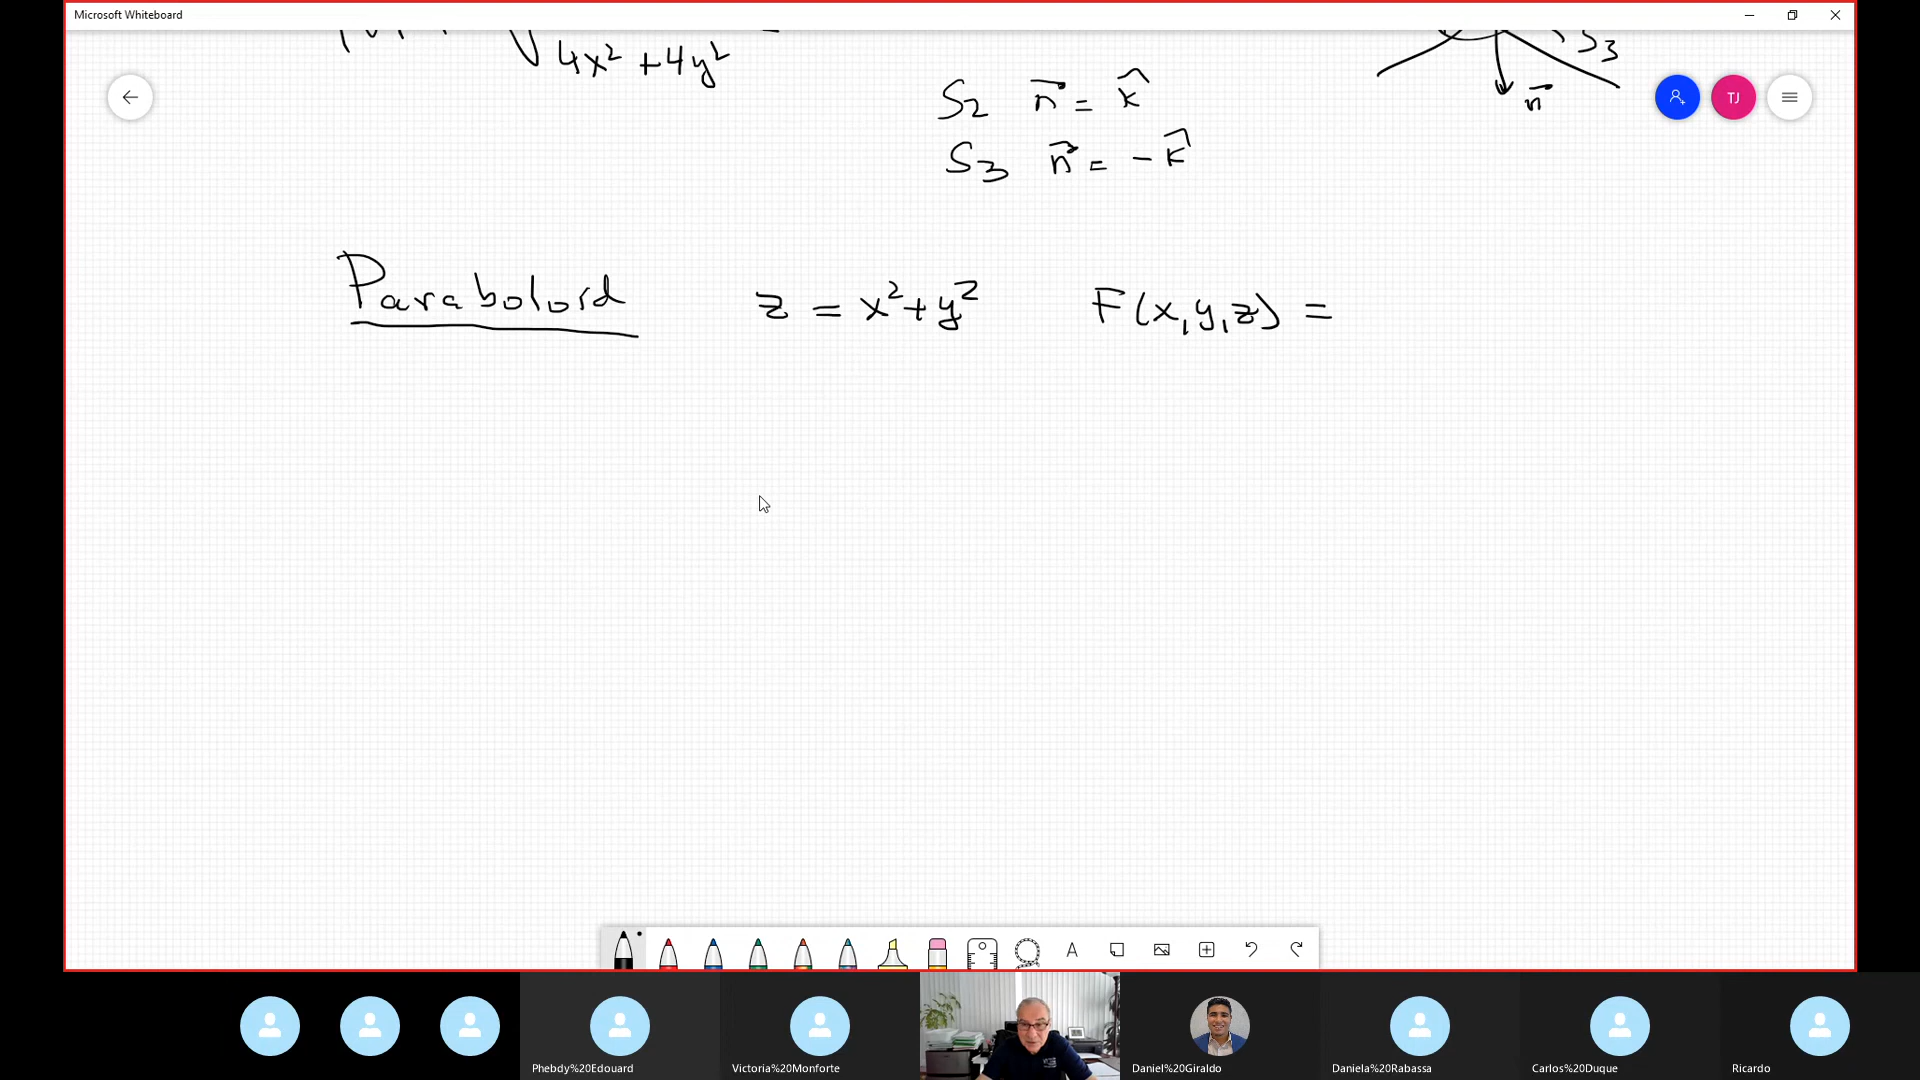 Microsoft Whiteboard
4x² + 4y²
S3
n⃗
TJ
S2 n⃗ = k̂
S3 n⃗ = - k̂
Paraboloid z = x² + y² F(x,y,z) =
A
Phebdy%20Edouard Victoria%20Monforte Daniel%20Giraldo Daniela%20Rabassa Carlos%20Duque Ricardo